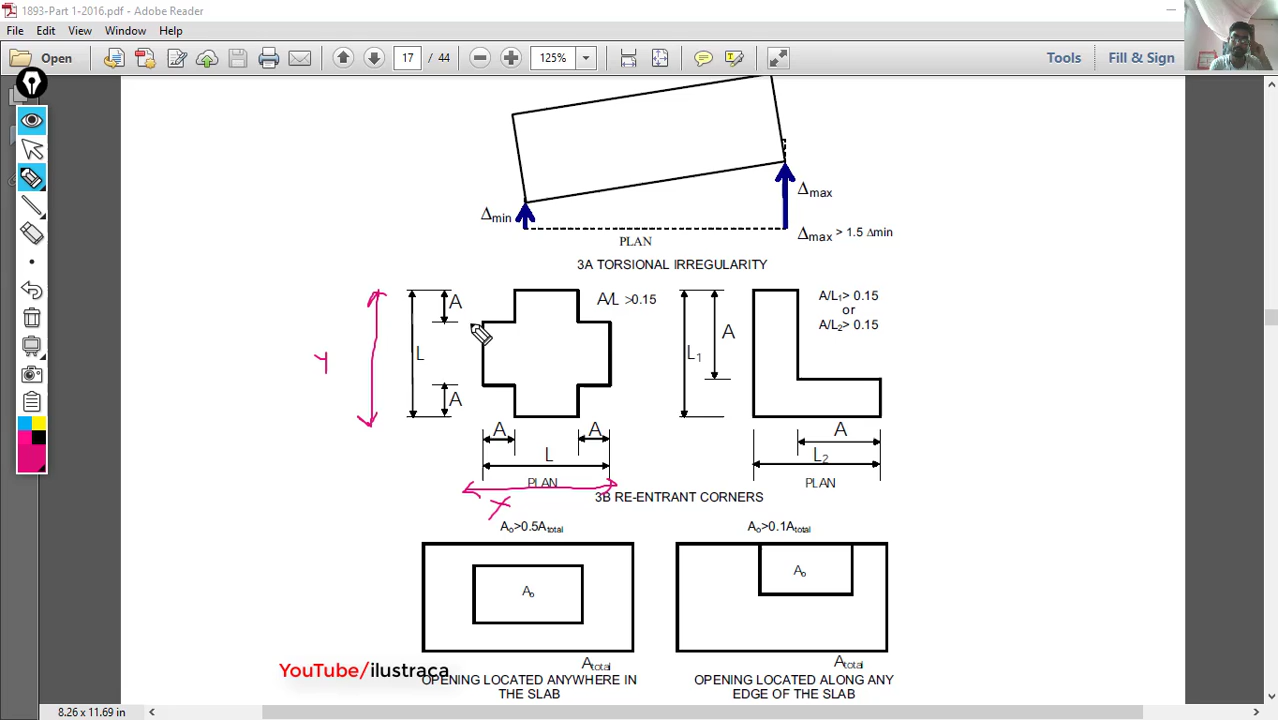 1893-Part 1-2016.pdf - Adobe Reader
File Edit View Window Help
Open 17 / 44 125% Tools Fill & Sign
Δmin
Δmax
PLAN
Δmax > 1.5 Δmin
3A TORSIONAL IRREGULARITY
A
A/L >0.15
A/L1> 0.15
or
A/L2> 0.15
L
L1
A
Y
A
A
A
A
L
L2
PLAN
PLAN
X
3B RE-ENTRANT CORNERS
Ao>0.5Atotal
Ao>0.1Atotal
Ao
Ao
Atotal
Atotal
YouTube/ilustraca
OPENING LOCATED ANYWHERE IN
THE SLAB
OPENING LOCATED ALONG ANY
EDGE OF THE SLAB
8.26 x 11.69 in